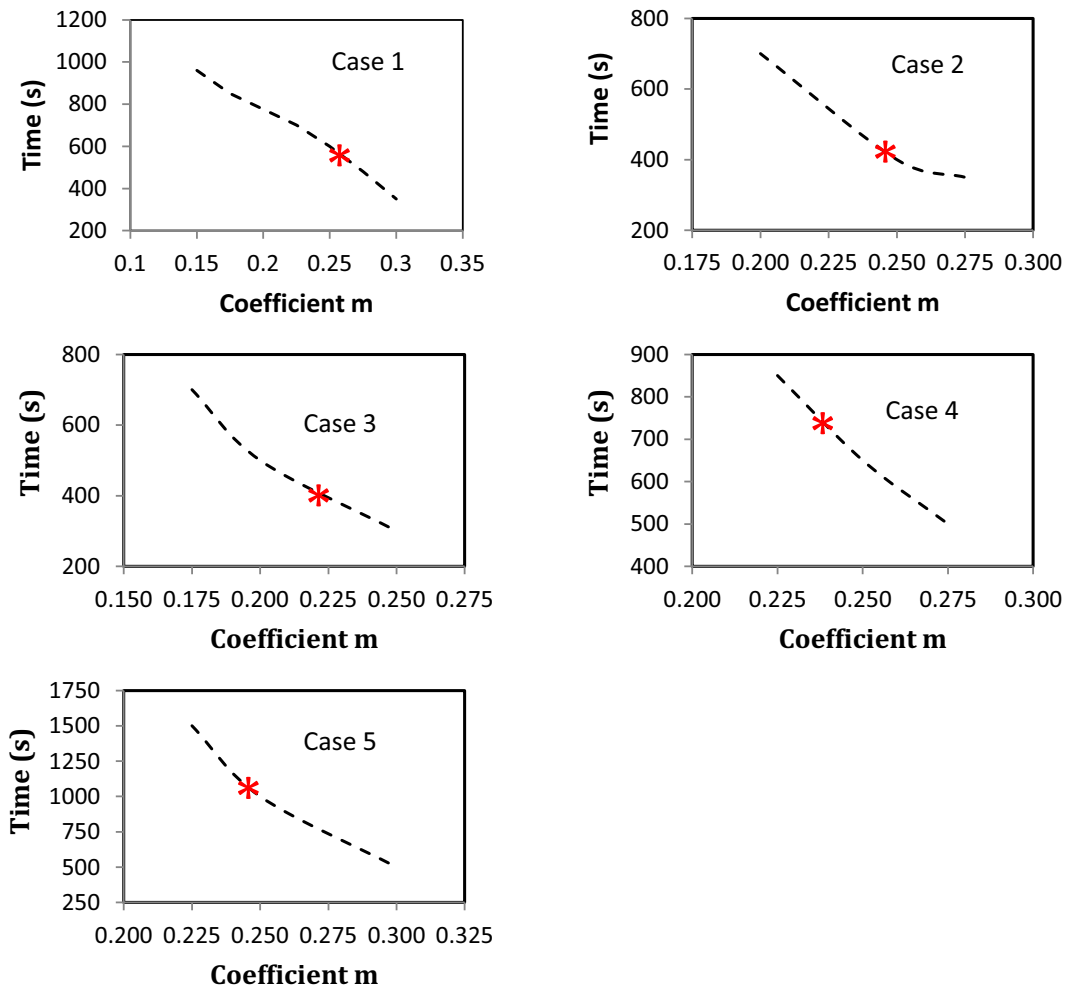 1200
1000
800
600
400
200
Time (s)
Case 1
0.1 0.15 0.2 0.25 0.3 0.35
Coefficient m
800
600
400
200
Time (s)
Case 2
0.175 0.200 0.225 0.250 0.275 0.300
Coefficient m
800
600
400
200
Time (s)
Case 3
0.150 0.175 0.200 0.225 0.250 0.275
Coefficient m
900
800
700
600
500
400
Time (s)
Case 4
0.200 0.225 0.250 0.275 0.300
Coefficient m
1750
1500
1250
1000
750
500
250
Time (s)
Case 5
0.200 0.225 0.250 0.275 0.300 0.325
Coefficient m